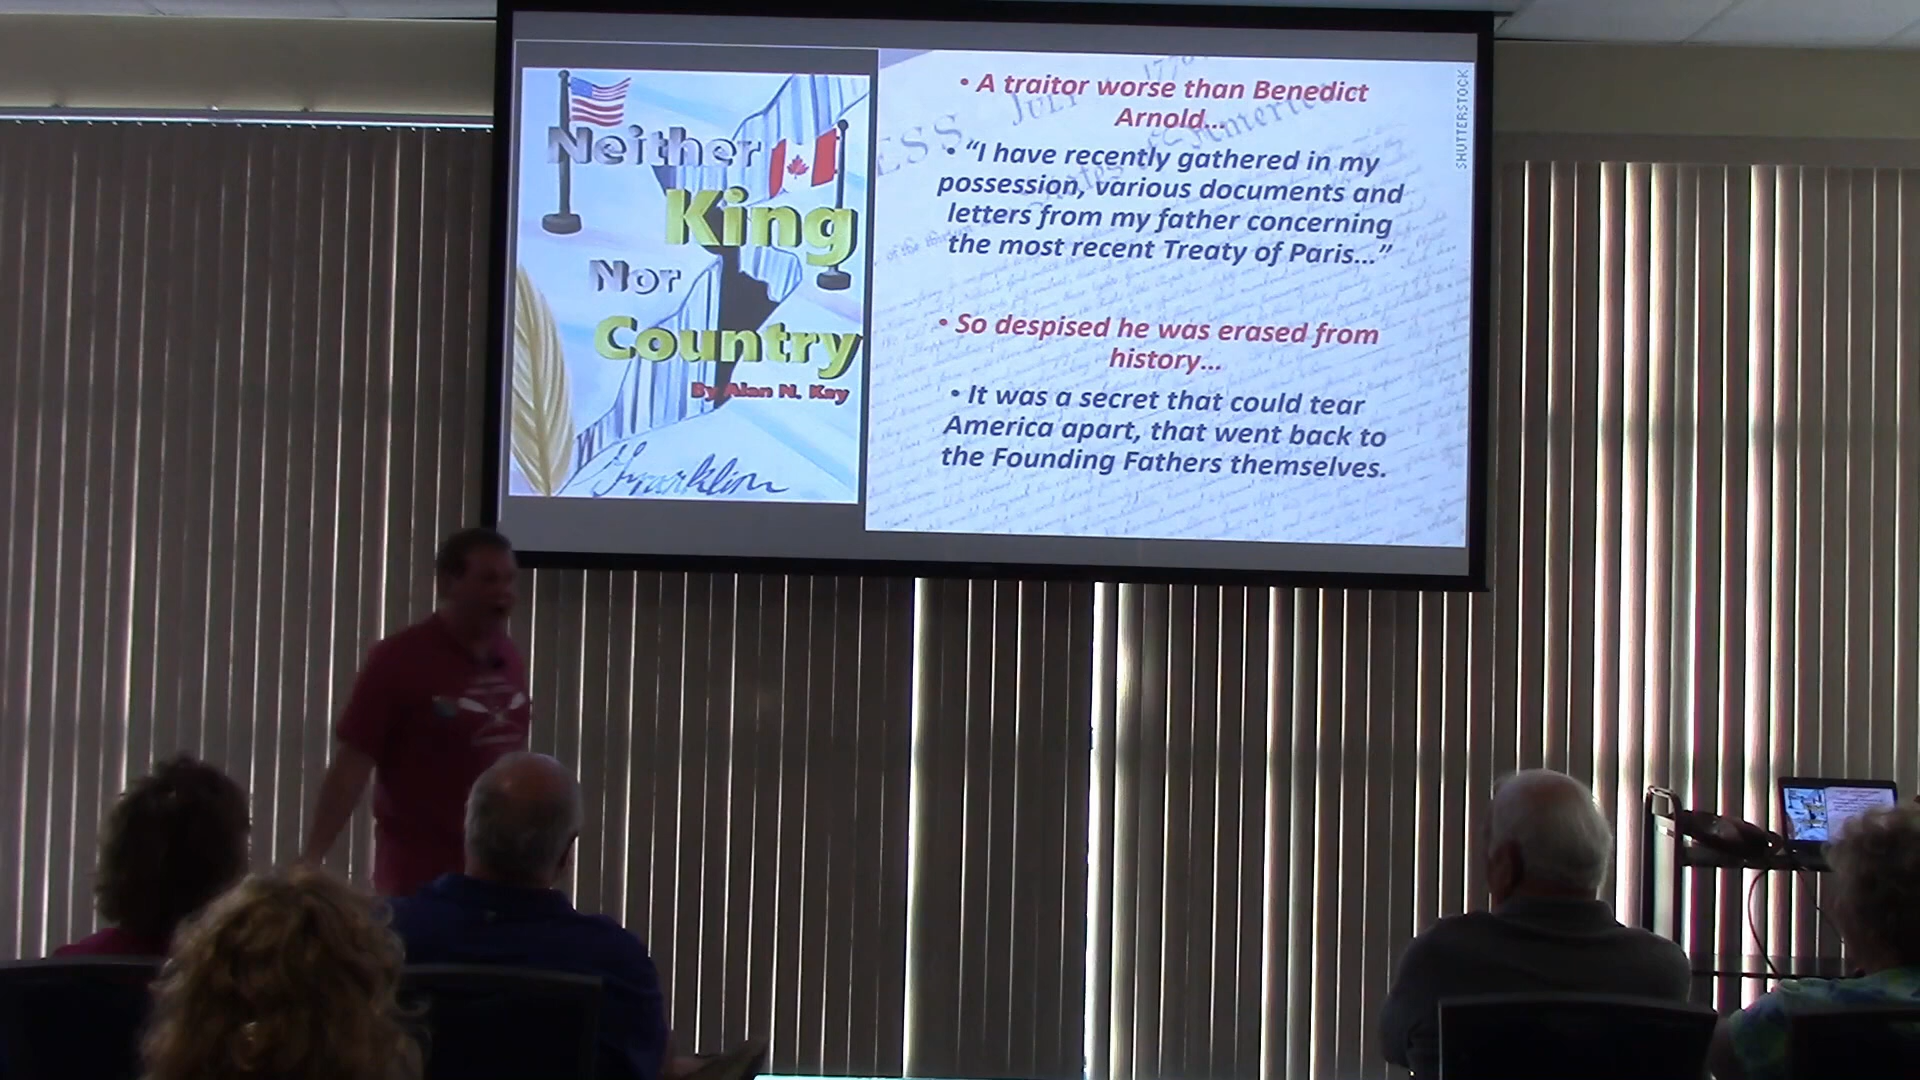 Neither
King
Nor
Country
By Alan N. Kay
Franklin
• A traitor worse than Benedict
Arnold...
• “I have recently gathered in my
possession, various documents and
letters from my father concerning
the most recent Treaty of Paris...”
• So despised he was erased from
history...
• It was a secret that could tear
America apart, that went back to
the Founding Fathers themselves.
SHUTTERSTOCK